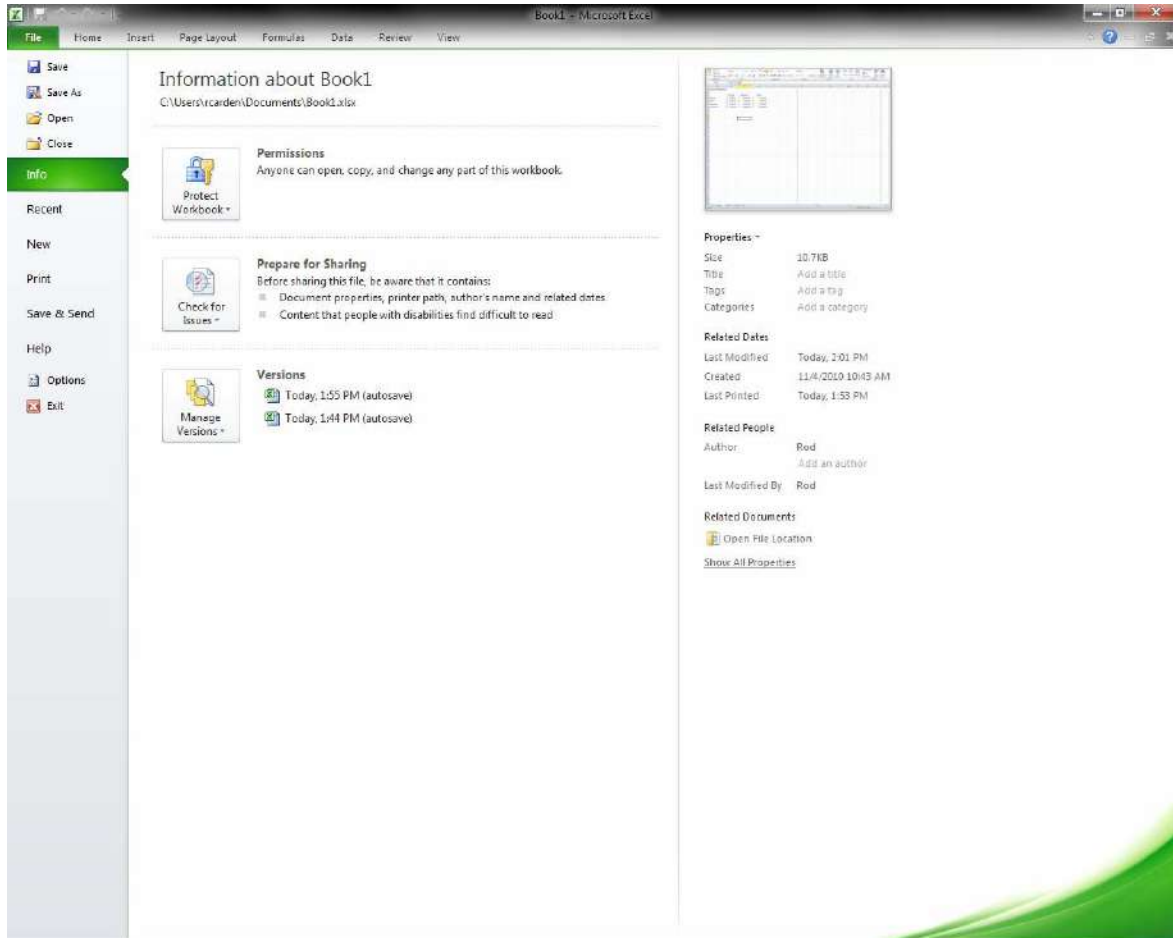 Book1 - Microsoft Excel
File Home Insert Page Layout Formulas Data Review View
Save
Save As
Open
Close
Info
Recent
New
Print
Save & Send
Help
Options
Exit
Information about Book1
C:\Users\rcarden\Documents\Book1.xlsx
Protect
Workbook
Permissions
Anyone can open, copy, and change any part of this workbook.
Check for
Issues
Prepare for Sharing
Before sharing this file, be aware that it contains:
Document properties, printer path, author's name and related dates
Content that people with disabilities find difficult to read
Manage
Versions
Versions
Today, 1:55 PM (autosave)
Today, 1:44 PM (autosave)
Properties
Size 10.7KB
Title Add a title
Tags Add a tag
Categories Add a category
Related Dates
Last Modified Today, 2:01 PM
Created 11/4/2010 10:43 AM
Last Printed Today, 1:53 PM
Related People
Author Rod
Add an author
Last Modified By Rod
Related Documents
Open File Location
Show All Properties